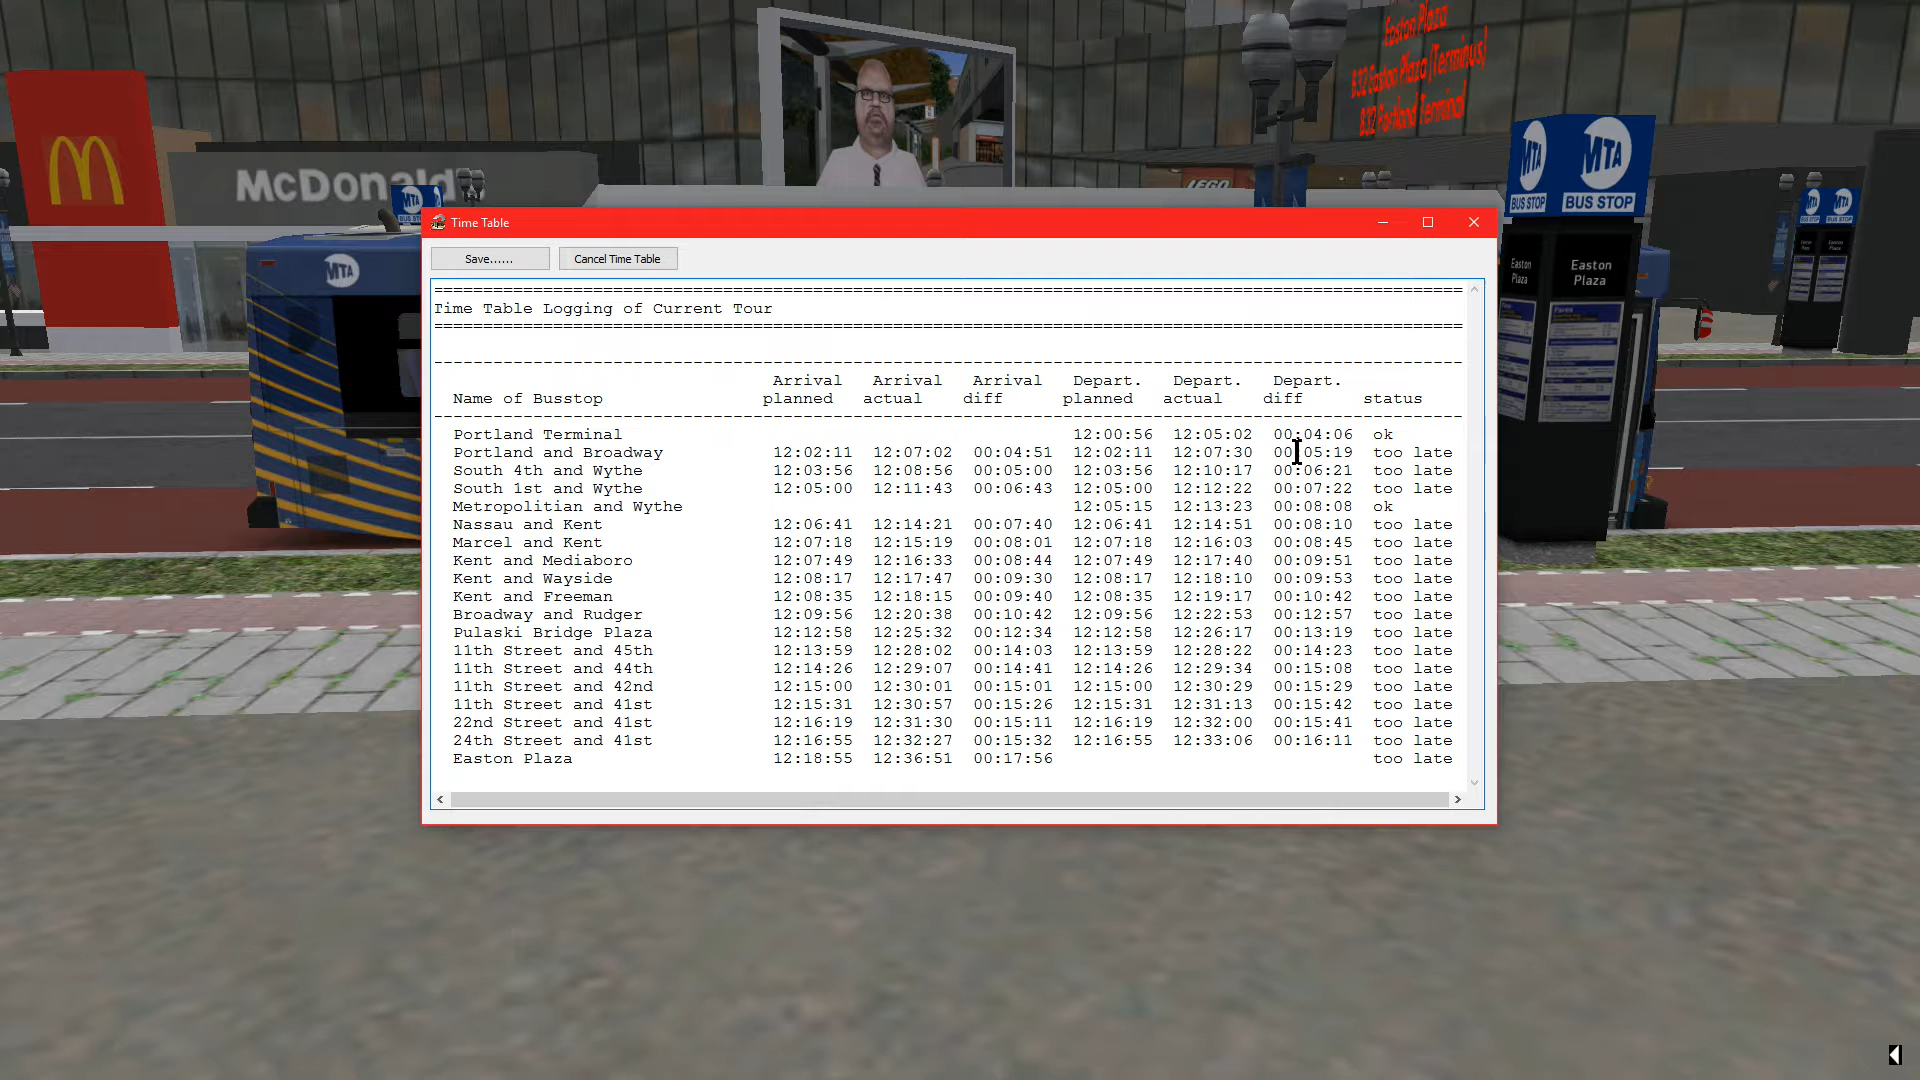 Easton Plaza
B32 Easton Plaza (Terminus)
B32 Portland Terminal
McDonald
MTA
BUS STOP
MTA
BUS STOP
MTA
BUS STOP
LEGO
MTA
Easton
Plaza
Easton
Plaza
Fares
Time Table
Save......
Cancel Time Table
=======================================================================================================
Time Table Logging of Current Tour
=======================================================================================================
-------------------------------------------------------------------------------------------------------
Arrival Arrival Arrival Depart. Depart. Depart.
Name of Busstop planned actual diff planned actual diff status
-------------------------------------------------------------------------------------------------------
Portland Terminal 12:00:56 12:05:02 00:04:06 ok
Portland and Broadway 12:02:11 12:07:02 00:04:51 12:02:11 12:07:30 00:05:19 too late
South 4th and Wythe 12:03:56 12:08:56 00:05:00 12:03:56 12:10:17 00:06:21 too late
South 1st and Wythe 12:05:00 12:11:43 00:06:43 12:05:00 12:12:22 00:07:22 too late
Metropolitian and Wythe 12:05:15 12:13:23 00:08:08 ok
Nassau and Kent 12:06:41 12:14:21 00:07:40 12:06:41 12:14:51 00:08:10 too late
Marcel and Kent 12:07:18 12:15:19 00:08:01 12:07:18 12:16:03 00:08:45 too late
Kent and Mediaboro 12:07:49 12:16:33 00:08:44 12:07:49 12:17:40 00:09:51 too late
Kent and Wayside 12:08:17 12:17:47 00:09:30 12:08:17 12:18:10 00:09:53 too late
Kent and Freeman 12:08:35 12:18:15 00:09:40 12:08:35 12:19:17 00:10:42 too late
Broadway and Rudger 12:09:56 12:20:38 00:10:42 12:09:56 12:22:53 00:12:57 too late
Pulaski Bridge Plaza 12:12:58 12:25:32 00:12:34 12:12:58 12:26:17 00:13:19 too late
11th Street and 45th 12:13:59 12:28:02 00:14:03 12:13:59 12:28:22 00:14:23 too late
11th Street and 44th 12:14:26 12:29:07 00:14:41 12:14:26 12:29:34 00:15:08 too late
11th Street and 42nd 12:15:00 12:30:01 00:15:01 12:15:00 12:30:29 00:15:29 too late
11th Street and 41st 12:15:31 12:30:57 00:15:26 12:15:31 12:31:13 00:15:42 too late
22nd Street and 41st 12:16:19 12:31:30 00:15:11 12:16:19 12:32:00 00:15:41 too late
24th Street and 41st 12:16:55 12:32:27 00:15:32 12:16:55 12:33:06 00:16:11 too late
Easton Plaza 12:18:55 12:36:51 00:17:56 too late